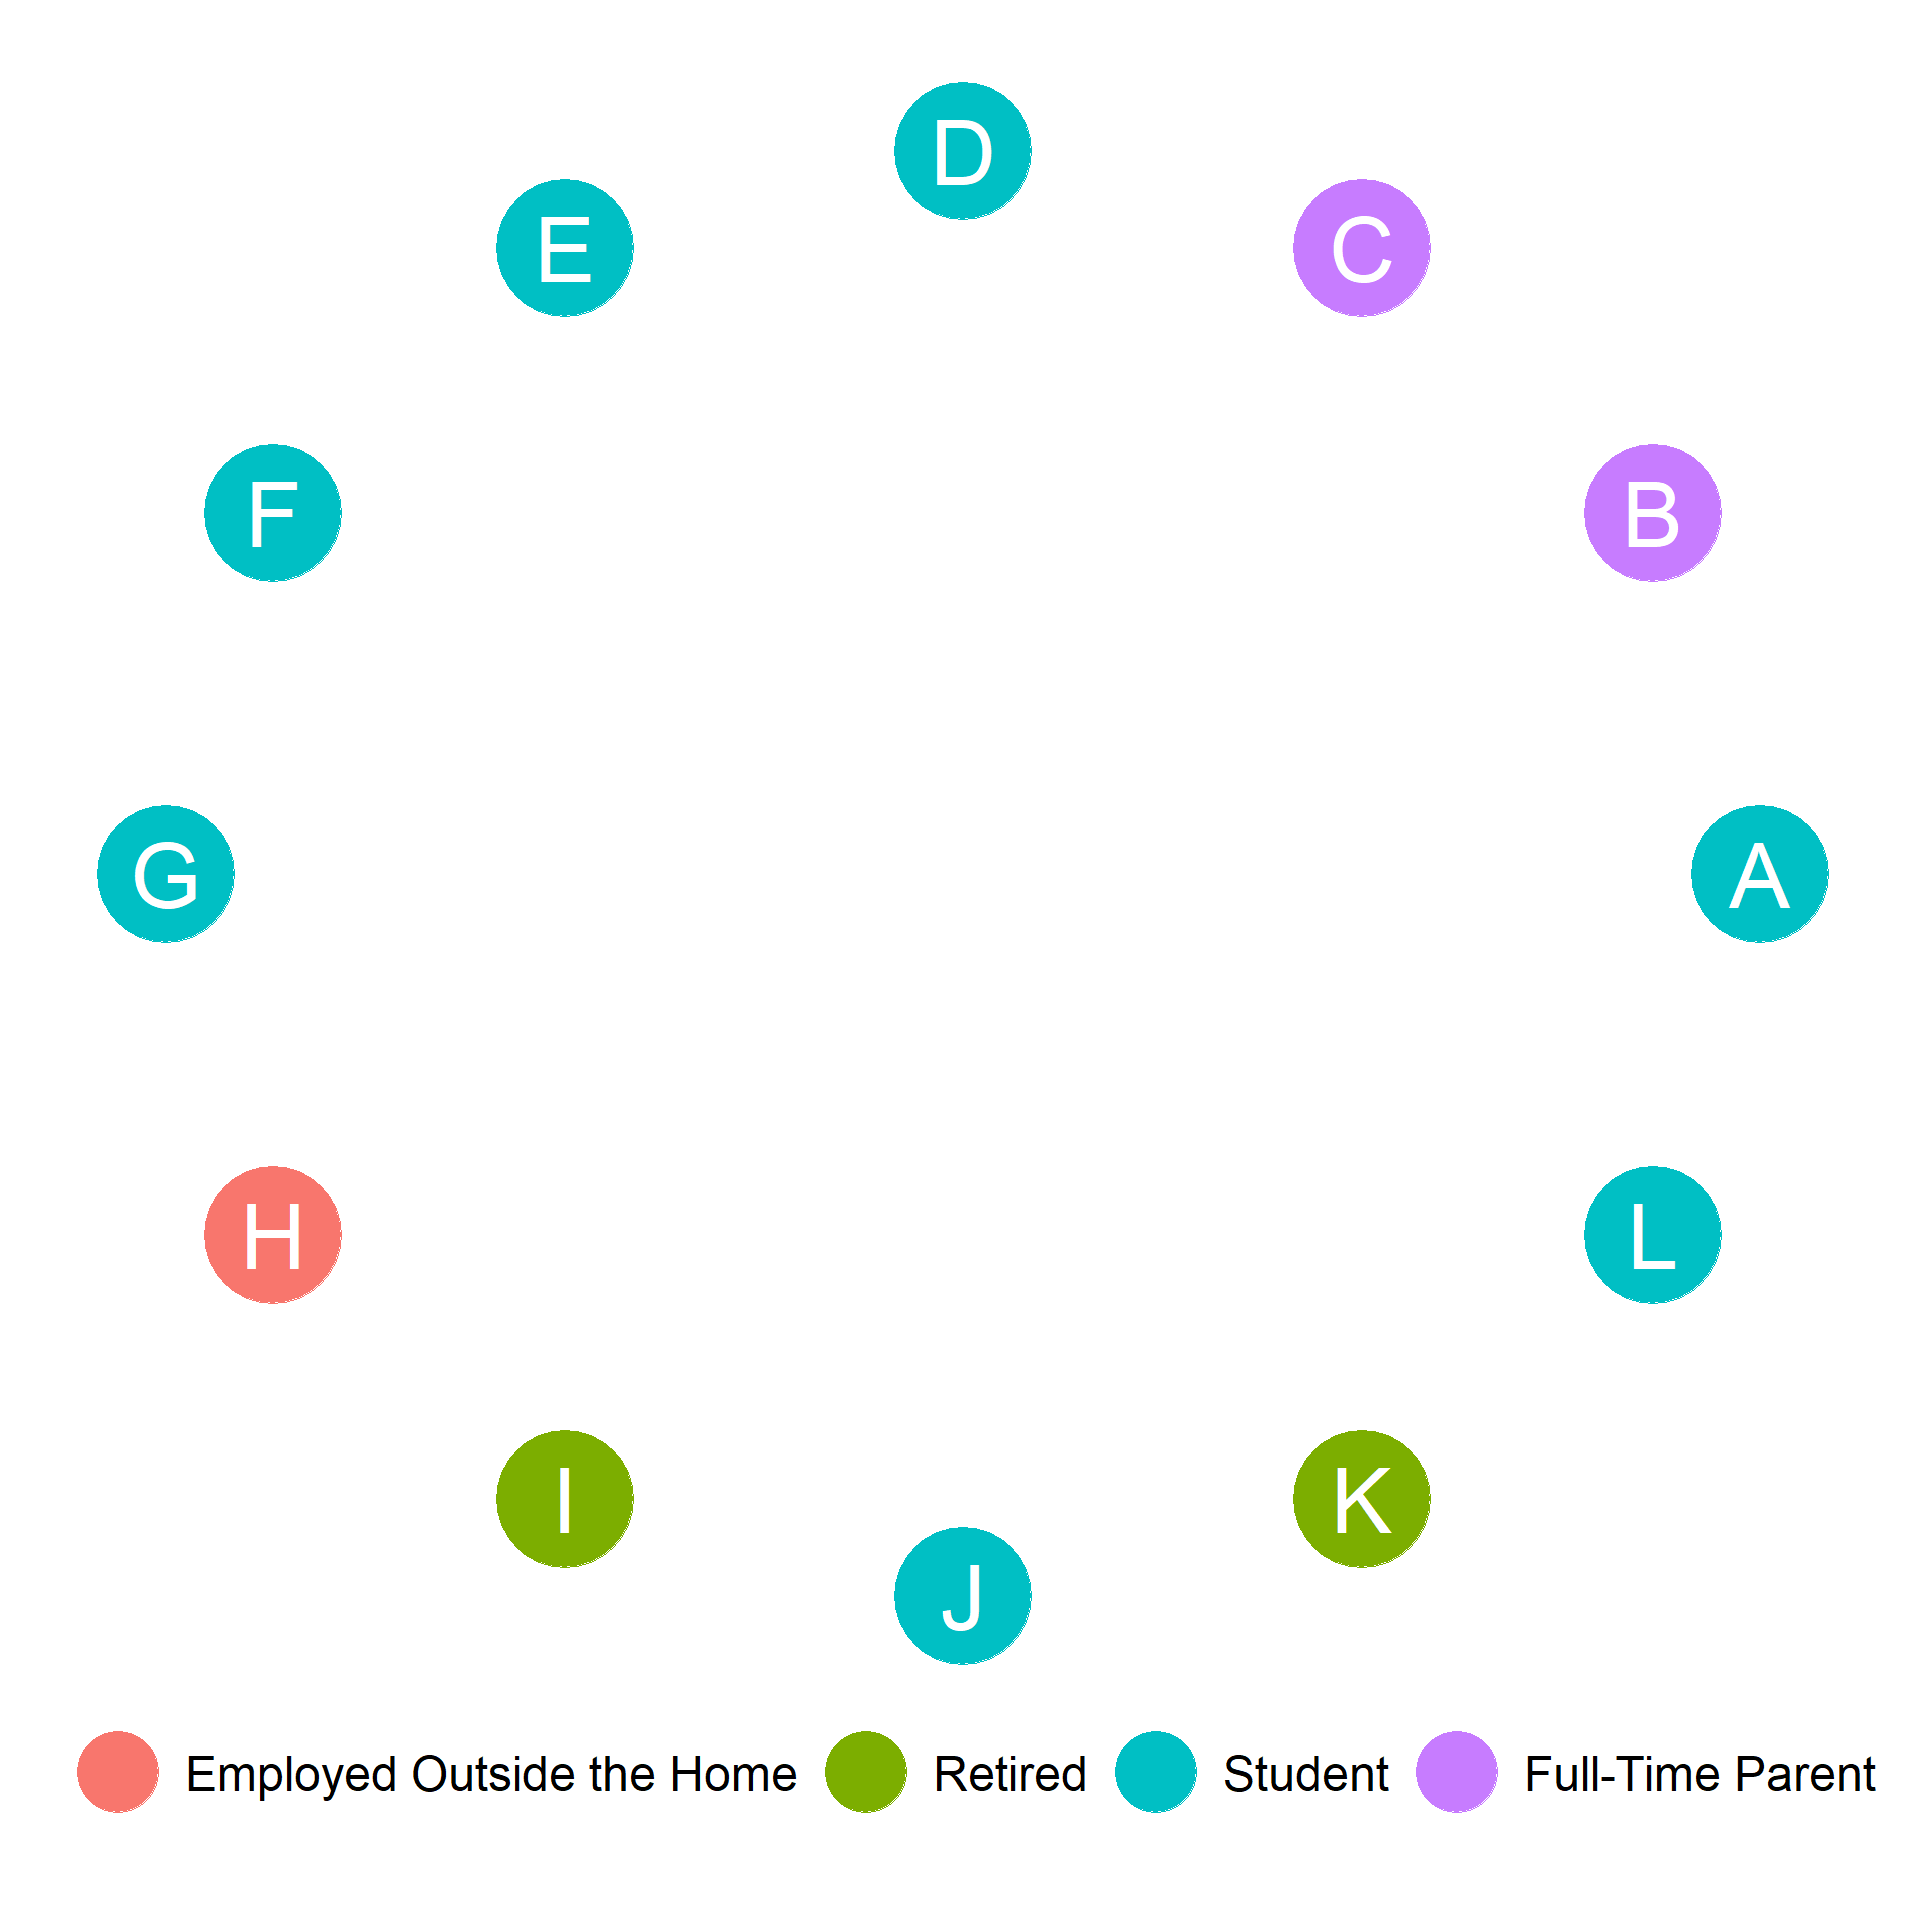 D
E
C
F
B
G
A
H
L
I
K
J
Employed Outside the Home Retired Student Full-Time Parent